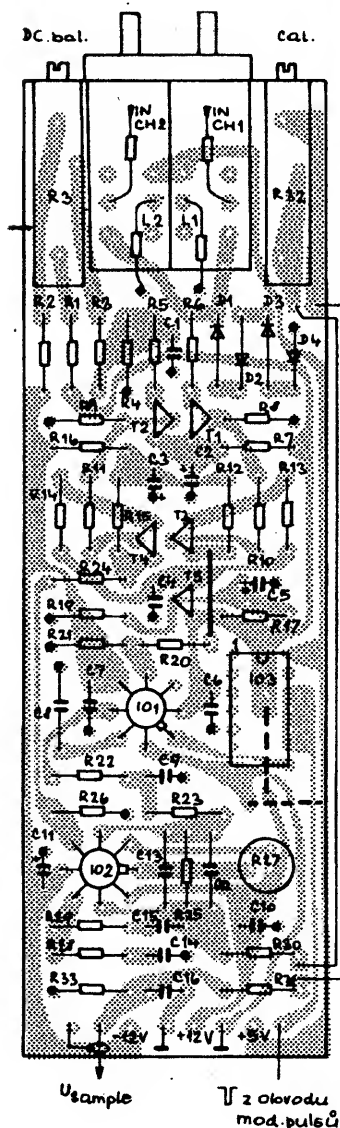 DC.bal. cal.
IN CH2 IN CH1
R3 R32
L2 L1
R2 R1 R5 R6 D1 D3
C1 D4
R4 D2
T2 T1
R16 C3 C2 R7
R11 R12 R13
R14 R15
T4
R24 R10
C4 T5 C5
R19 R17
R21 R20
1
C7 C6 103
C8 101
R22 C9
R26 R23
C11 C13 R27
102
R25
C15 C10
C14 R30
R33 C16
-12V +12V +5V
Usample z obvodu
mod.pulsů